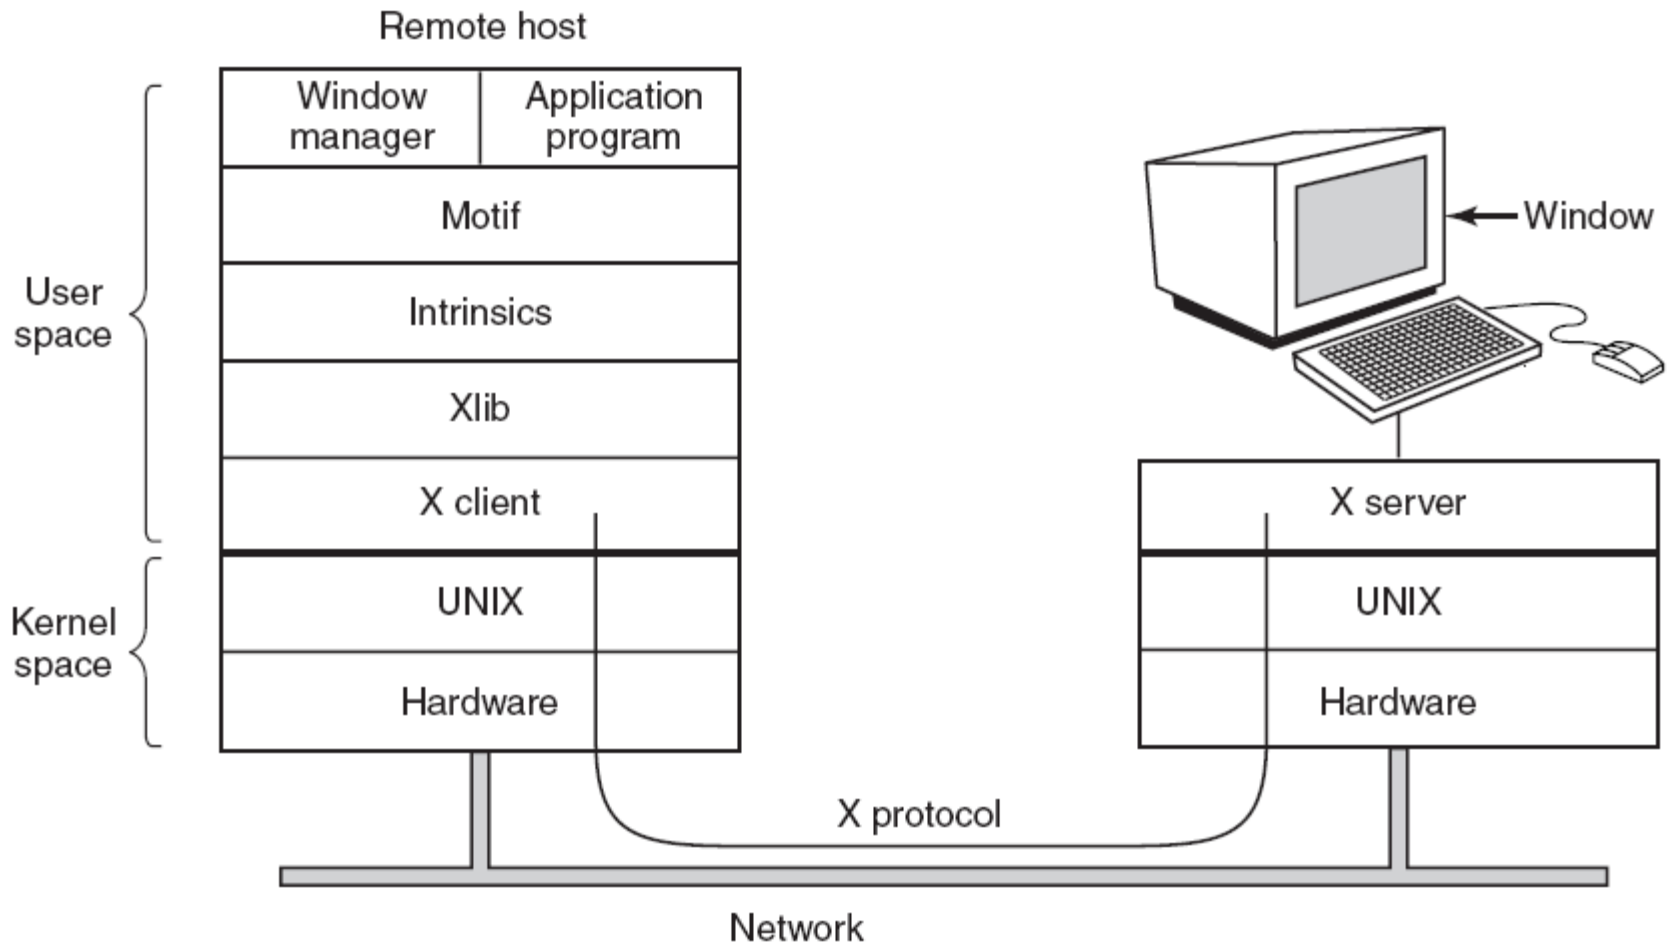 Remote host
Window
manager
Application
program
Motif
Intrinsics
Xlib
X client
UNIX
Hardware
User
space
Kernel
space
Window
X server
UNIX
Hardware
X protocol
Network